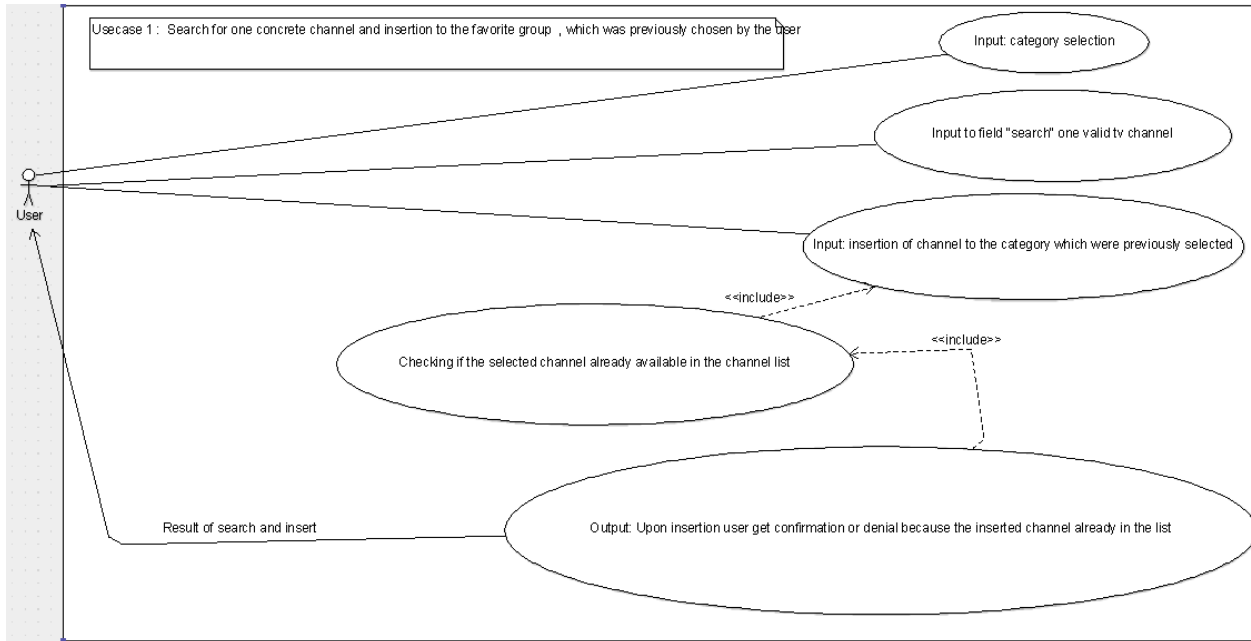 Usecase 1 : Search for one concrete channel and insertion to the favorite group , which was previously chosen by the user
Input: category selection
Input to field "search" one valid tv channel
User
Input: insertion of channel to the category which were previously selected
<<include>>
<<include>>
Checking if the selected channel already available in the channel list
Result of search and insert
Output: Upon insertion user get confirmation or denial because the inserted channel already in the list